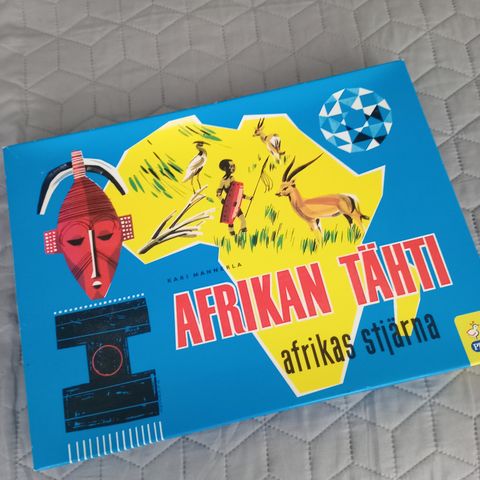 KARI MANNERLA
AFRIKAN TÄHTI
afrikas stjärna